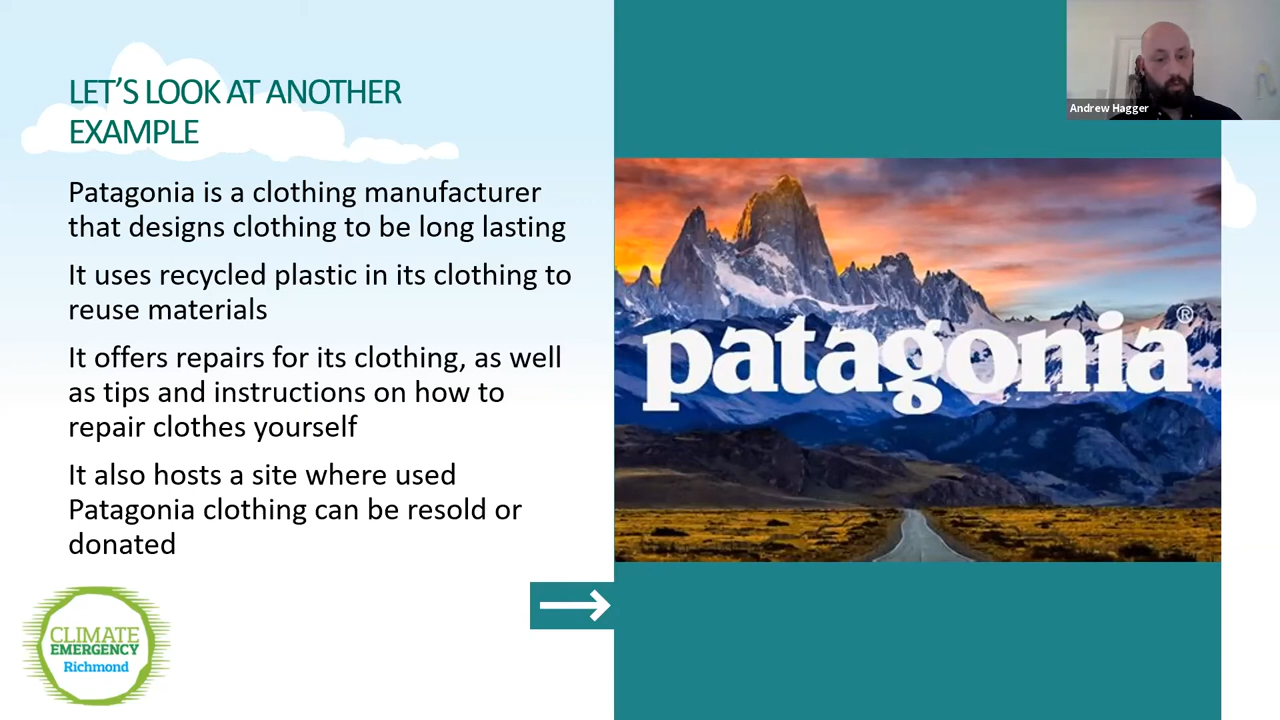 LET'S LOOK AT ANOTHER
EXAMPLE
Patagonia is a clothing manufacturer
that designs clothing to be long lasting
It uses recycled plastic in its clothing to
reuse materials
It offers repairs for its clothing, as well
as tips and instructions on how to
repair clothes yourself
It also hosts a site where used
Patagonia clothing can be resold or
donated
CLIMATE
EMERGENCY
Richmond
patagonia®
Andrew Hagger